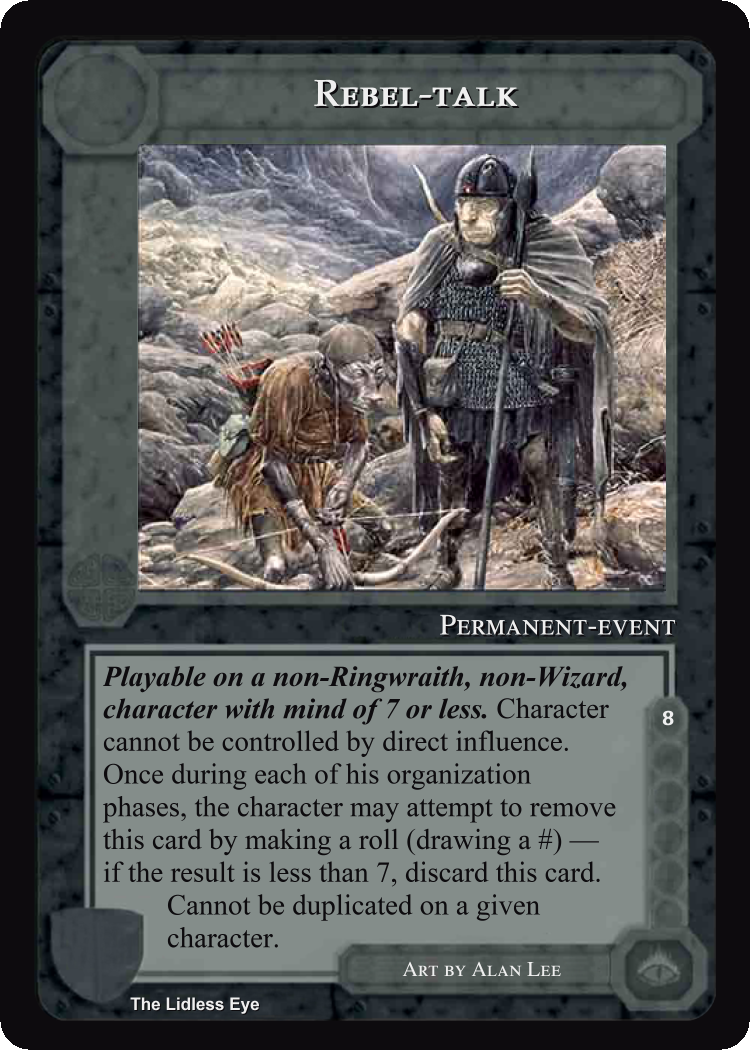 Rebel-talk
Permanent-event
Playable on a non-Ringwraith, non-Wizard,
character with mind of 7 or less. Character
cannot be controlled by direct influence.
Once during each of his organization
phases, the character may attempt to remove
this card by making a roll (drawing a #) —
if the result is less than 7, discard this card.
Cannot be duplicated on a given
character.
8
Art by Alan Lee
The Lidless Eye